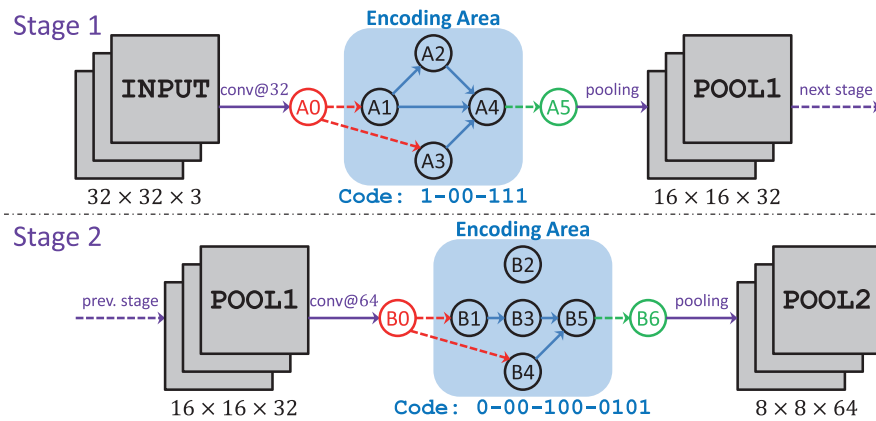 Stage 1
Encoding Area
INPUT
conv@32
A0
A1
A2
A3
A4
A5
pooling
POOL1
next stage
32 × 32 × 3
Code: 1-00-111
16 × 16 × 32
Stage 2
Encoding Area
prev. stage
POOL1
conv@64
B0
B1
B2
B3
B4
B5
B6
pooling
POOL2
16 × 16 × 32
Code: 0-00-100-0101
8 × 8 × 64